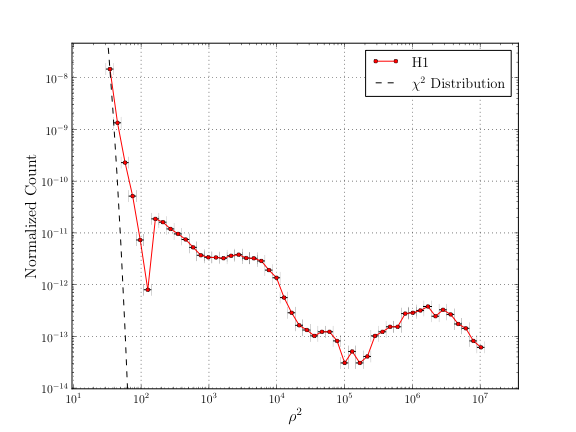 H1
χ² Distribution
10⁻⁸
10⁻⁹
10⁻¹⁰
10⁻¹¹
10⁻¹²
10⁻¹³
10⁻¹⁴
Normalized Count
10¹ 10² 10³ 10⁴ 10⁵ 10⁶ 10⁷
ρ²